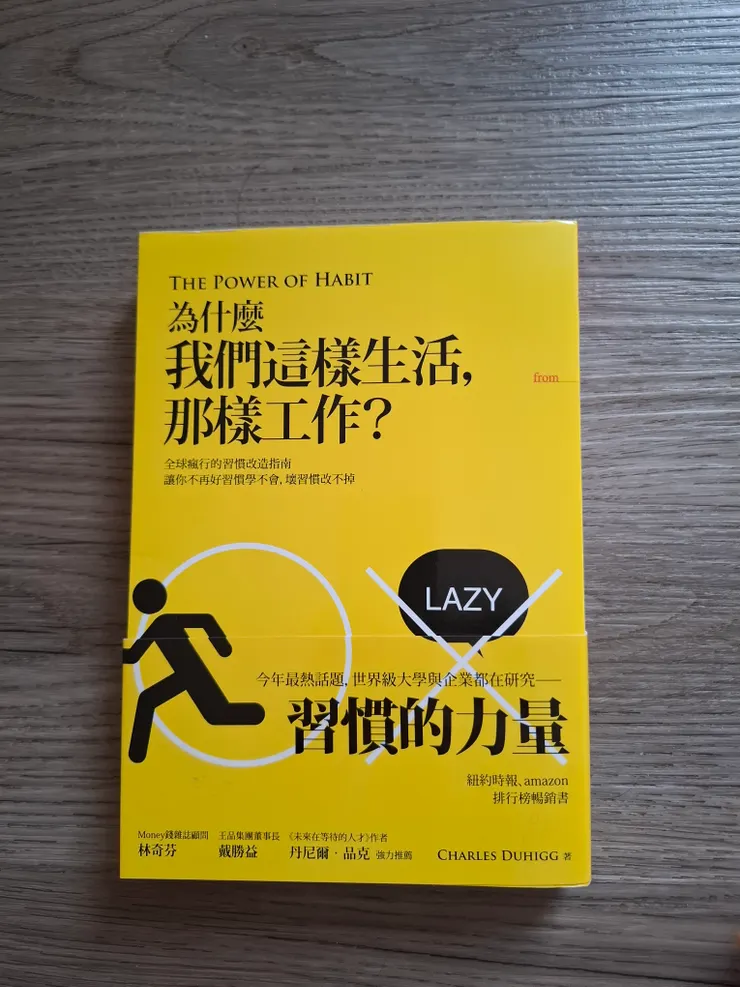 THE POWER OF HABIT
為什麼
我們這樣生活,
那樣工作?
from
全球瘋行的習慣改造指南
讓你不再好習慣學不會, 壞習慣改不掉
LAZY
今年最熱話題, 世界級大學與企業都在研究——
習慣的力量
紐約時報、amazon
排行榜暢銷書
Money錢雜誌顧問 王品集團董事長 《未來在等待的人才》作者
林奇芬 戴勝益 丹尼爾・品克 強力推薦 CHARLES DUHIGG 著